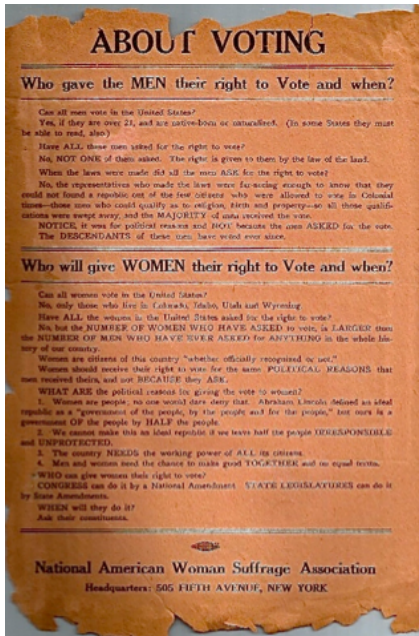 ABOUT VOTING
Who gave the MEN their right to Vote and when?
Can all men vote in the United States?
Yes, if they are over 21, and are native-born or naturalized. (In some States they must
be able to read, also.)
Have ALL these men asked for the right to vote?
No, NOT ONE of them asked. The right is given to them by the law of the land.
When the laws were made did all the men ASK for the right to vote?
No, the representatives who made the laws were far-seeing enough to know that they
could not found a republic out of the few citizens who were allowed to vote in Colonial
times—those men who could qualify as to religion, birth and property—so all those qualifi-
cations were swept away, and the MAJORITY of men received the vote.
NOTICE, it was for political reasons and NOT because the men ASKED for the vote.
The DESCENDANTS of these men have voted ever since.
Who will give WOMEN their right to Vote and when?
Can all women vote in the United States?
No, only those who live in Colorado, Idaho, Utah and Wyoming.
Have ALL the women in the United States asked for the right to vote?
No, but the NUMBER OF WOMEN WHO HAVE ASKED to vote, is LARGER than
the NUMBER OF MEN WHO HAVE EVER ASKED for ANYTHING in the whole his-
tory of our country.
Women are citizens of this country "whether officially recognized or not."
Women should receive their right to vote for the same POLITICAL REASONS that
men received theirs, and not BECAUSE they ASK.
WHAT ARE the political reasons for giving the vote to women?
1. Women are people; no one would dare deny that. Abraham Lincoln defined an ideal
republic as a "government of the people, by the people and for the people," but ours is a
government OF the people by HALF the people.
2. We cannot make this an ideal republic if we leave half the people IRRESPONSIBLE
and UNPROTECTED.
3. The country NEEDS the working power of ALL its citizens.
4. Men and women need the chance to make good TOGETHER and on equal terms.
WHO can give women their right to vote?
CONGRESS can do it by a National Amendment. STATE LEGISLATURES can do it
by State Amendments.
WHEN will they do it?
Ask their constituents.
National American Woman Suffrage Association
Headquarters: 505 FIFTH AVENUE, NEW YORK